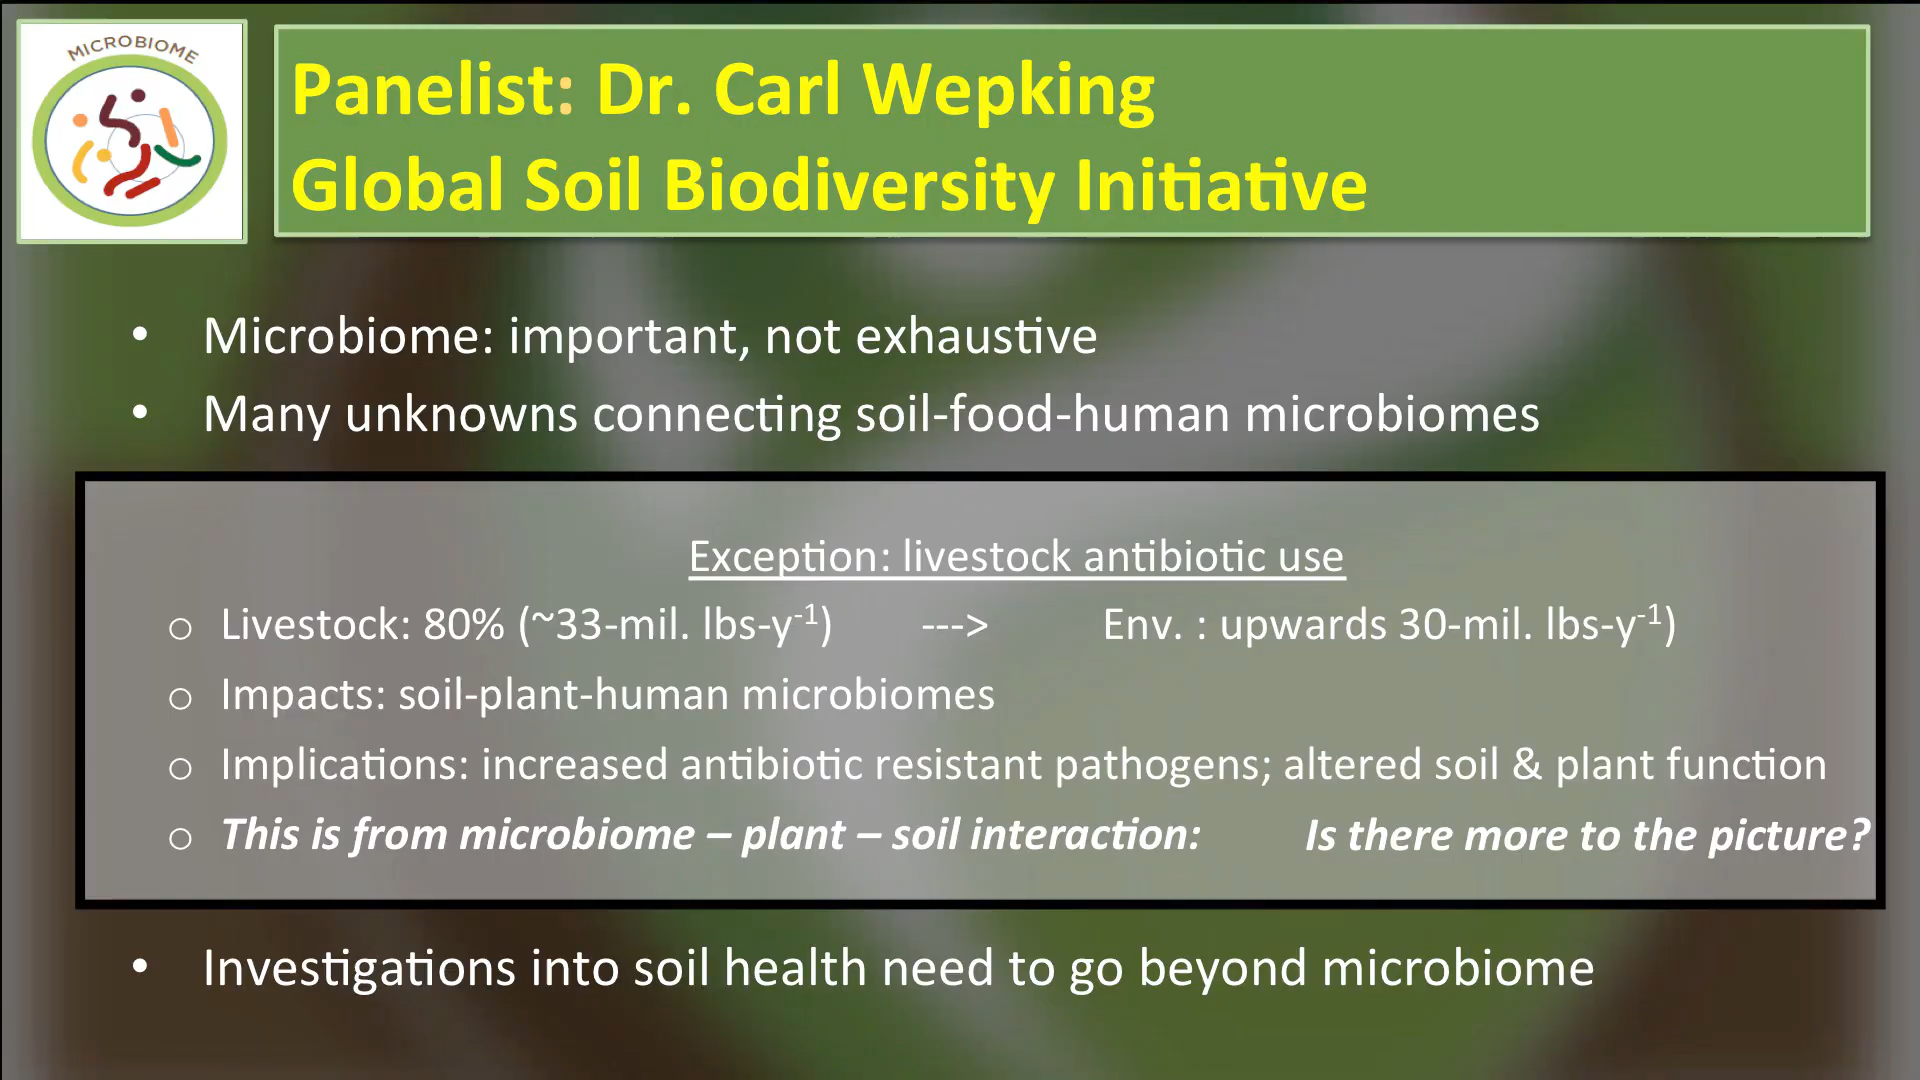 MICROBIOME
Panelist: Dr. Carl Wepking
Global Soil Biodiversity Initiative
• Microbiome: important, not exhaustive
• Many unknowns connecting soil-food-human microbiomes
Exception: livestock antibiotic use
o Livestock: 80% (~33-mil. lbs-y⁻¹) ---> Env. : upwards 30-mil. lbs-y⁻¹)
o Impacts: soil-plant-human microbiomes
o Implications: increased antibiotic resistant pathogens; altered soil & plant function
o This is from microbiome – plant – soil interaction: Is there more to the picture?
• Investigations into soil health need to go beyond microbiome